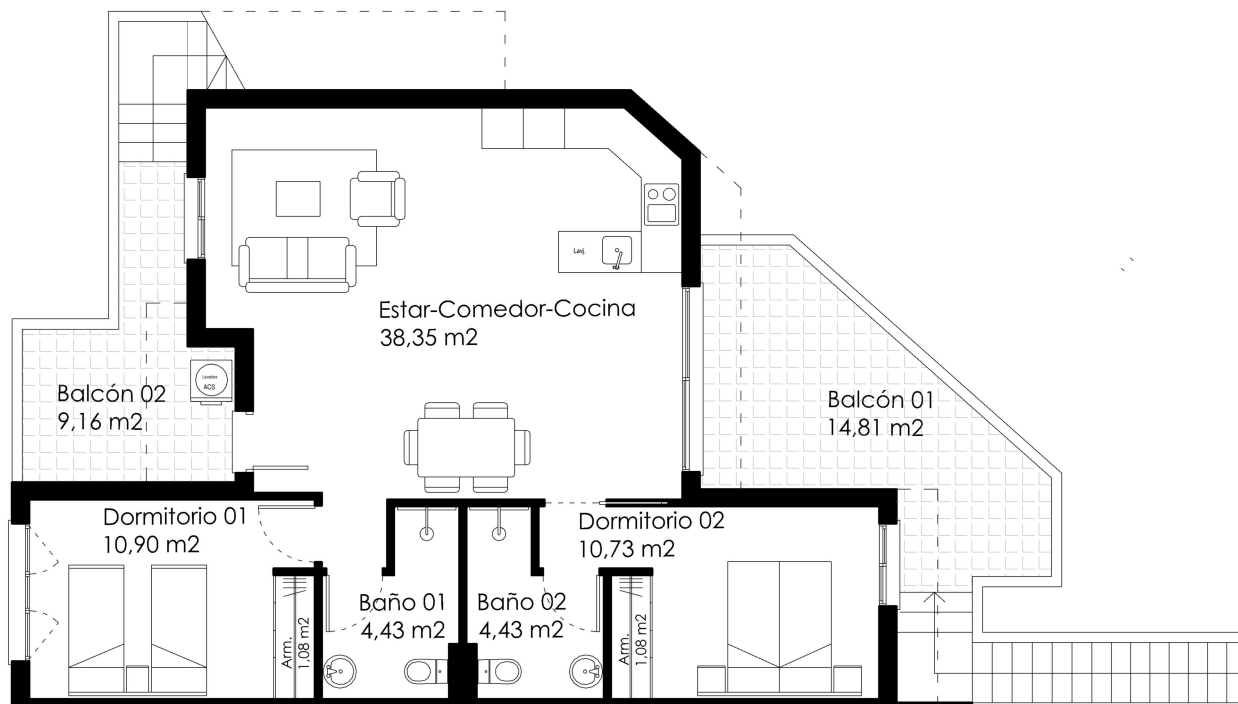 Lavj.
Estar-Comedor-Cocina
38,35 m2
Lavadora
ACS
Balcón 02
9,16 m2
Balcón 01
14,81 m2
Dormitorio 01
10,90 m2
Dormitorio 02
10,73 m2
Baño 01
4,43 m2
Baño 02
4,43 m2
Arm.
1,08 m2
Arm.
1,08 m2